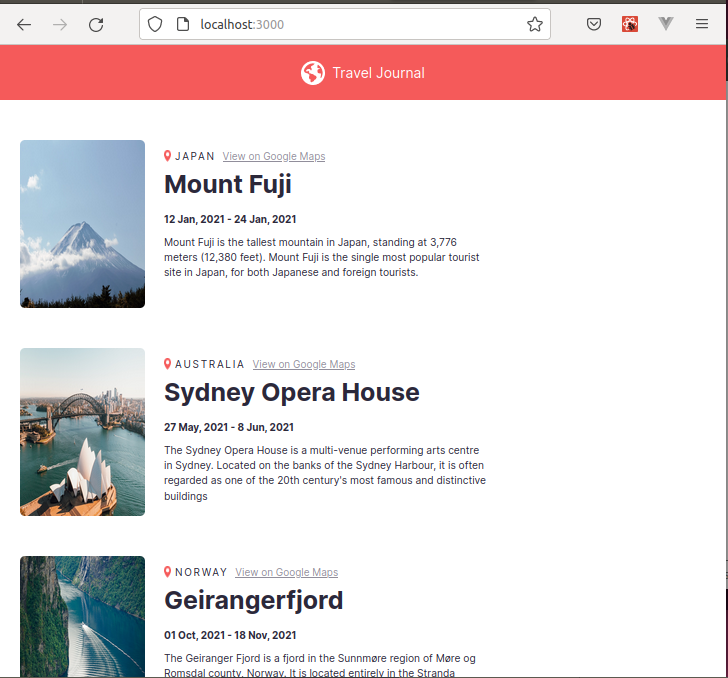 localhost:3000
Travel Journal
JAPAN View on Google Maps
Mount Fuji
12 Jan, 2021 - 24 Jan, 2021
Mount Fuji is the tallest mountain in Japan, standing at 3,776
meters (12,380 feet). Mount Fuji is the single most popular tourist
site in Japan, for both Japanese and foreign tourists.
AUSTRALIA View on Google Maps
Sydney Opera House
27 May, 2021 - 8 Jun, 2021
The Sydney Opera House is a multi-venue performing arts centre
in Sydney. Located on the banks of the Sydney Harbour, it is often
regarded as one of the 20th century's most famous and distinctive
buildings
NORWAY View on Google Maps
Geirangerfjord
01 Oct, 2021 - 18 Nov, 2021
The Geiranger Fjord is a fjord in the Sunnmøre region of Møre og
Romsdal county, Norway. It is located entirely in the Stranda